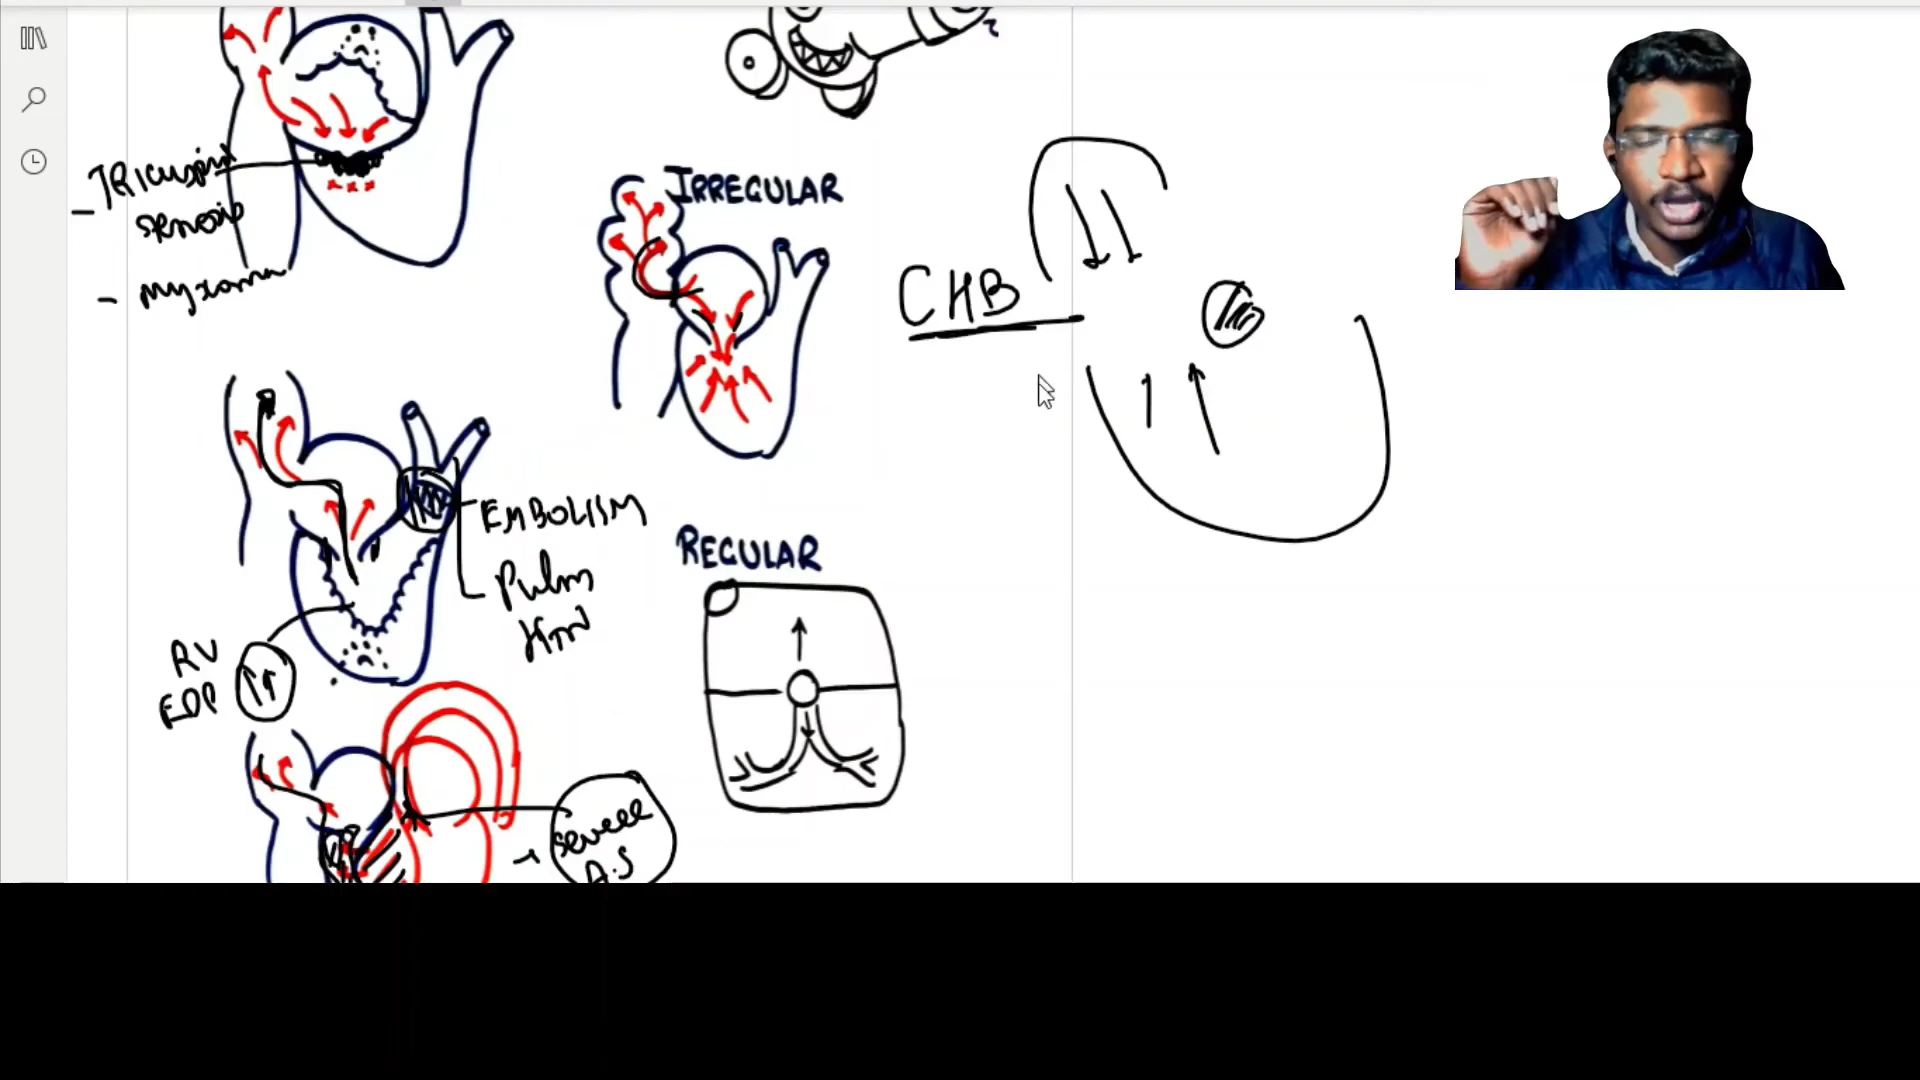 TRicuspid
- stenosis
- myxoma
IRREGULAR
CHB
EMBOLISM
Pulm
HTN
RV
EDP
REGULAR
severe
A.S